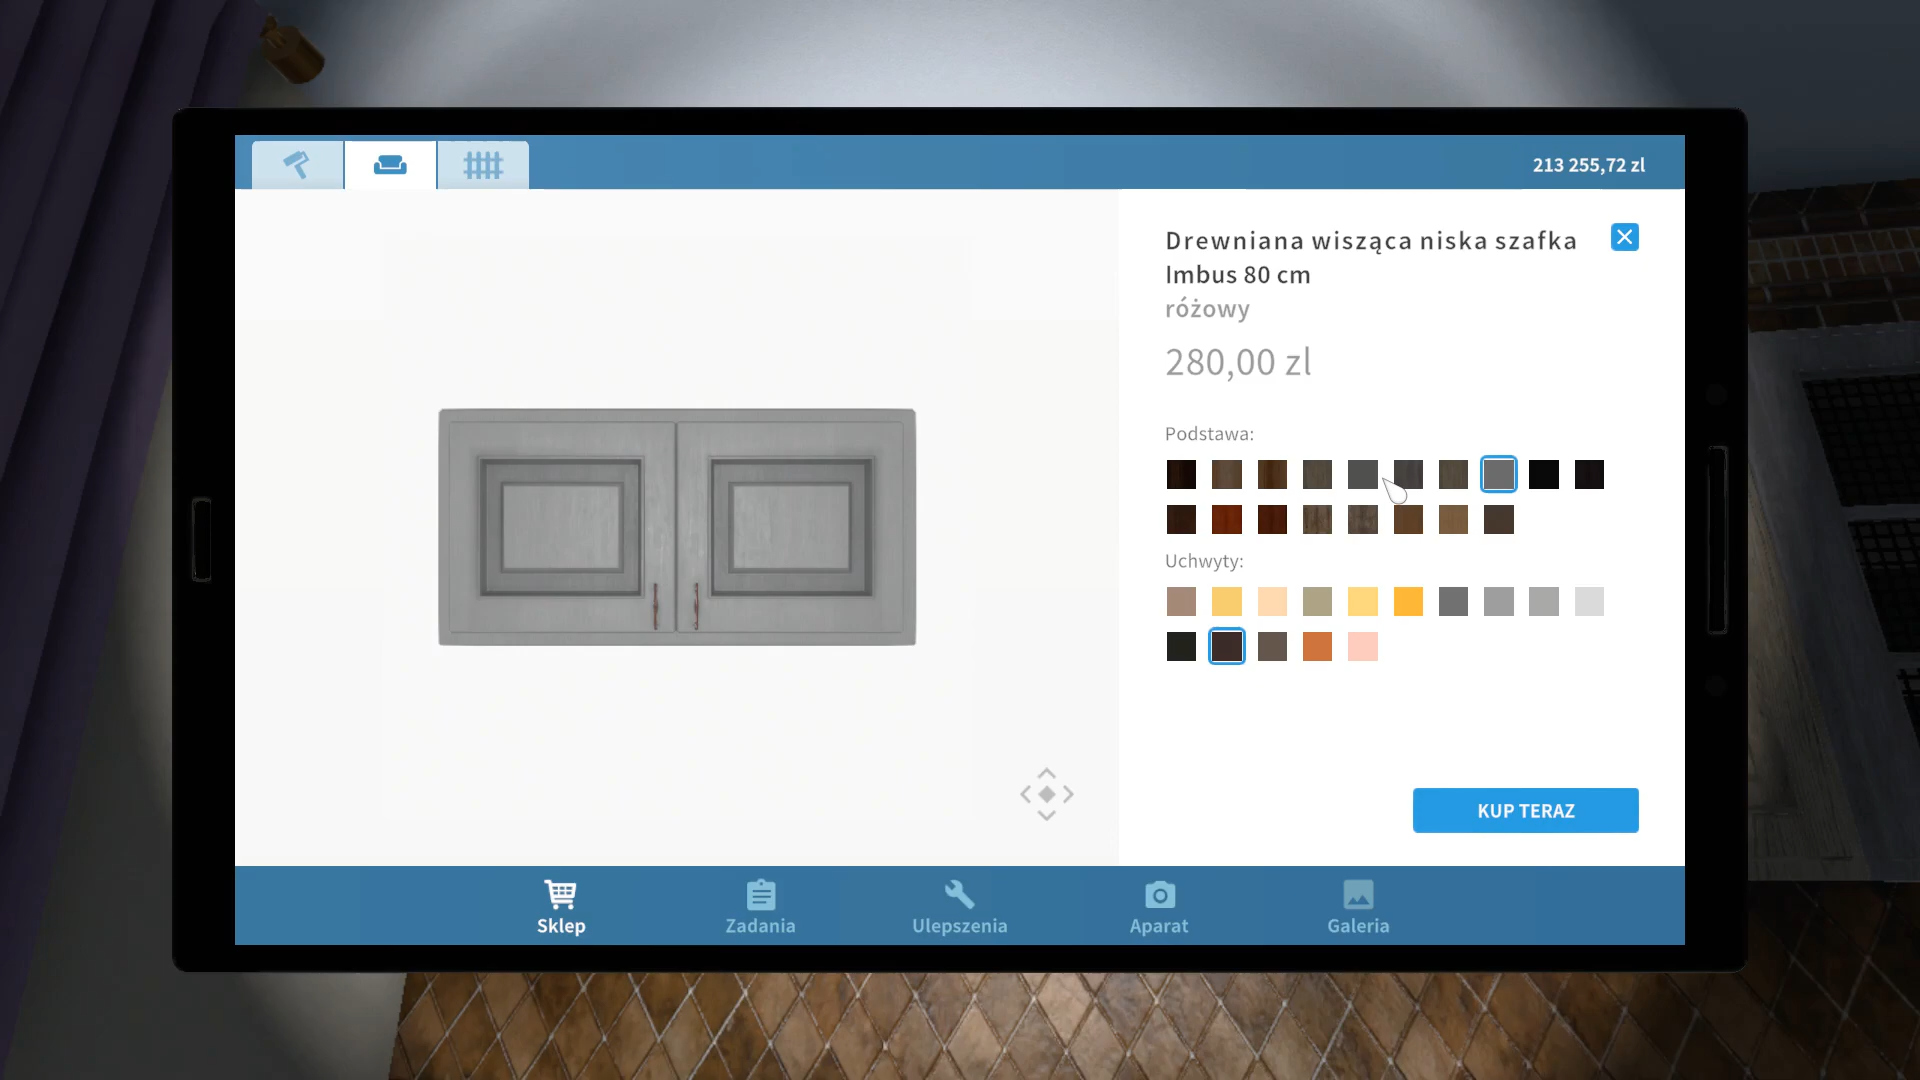 213 255,72 zl
Drewniana wisząca niska szafka
Imbus 80 cm
różowy
280,00 zl
Podstawa:
Uchwyty:
KUP TERAZ
Sklep
Zadania
Ulepszenia
Aparat
Galeria